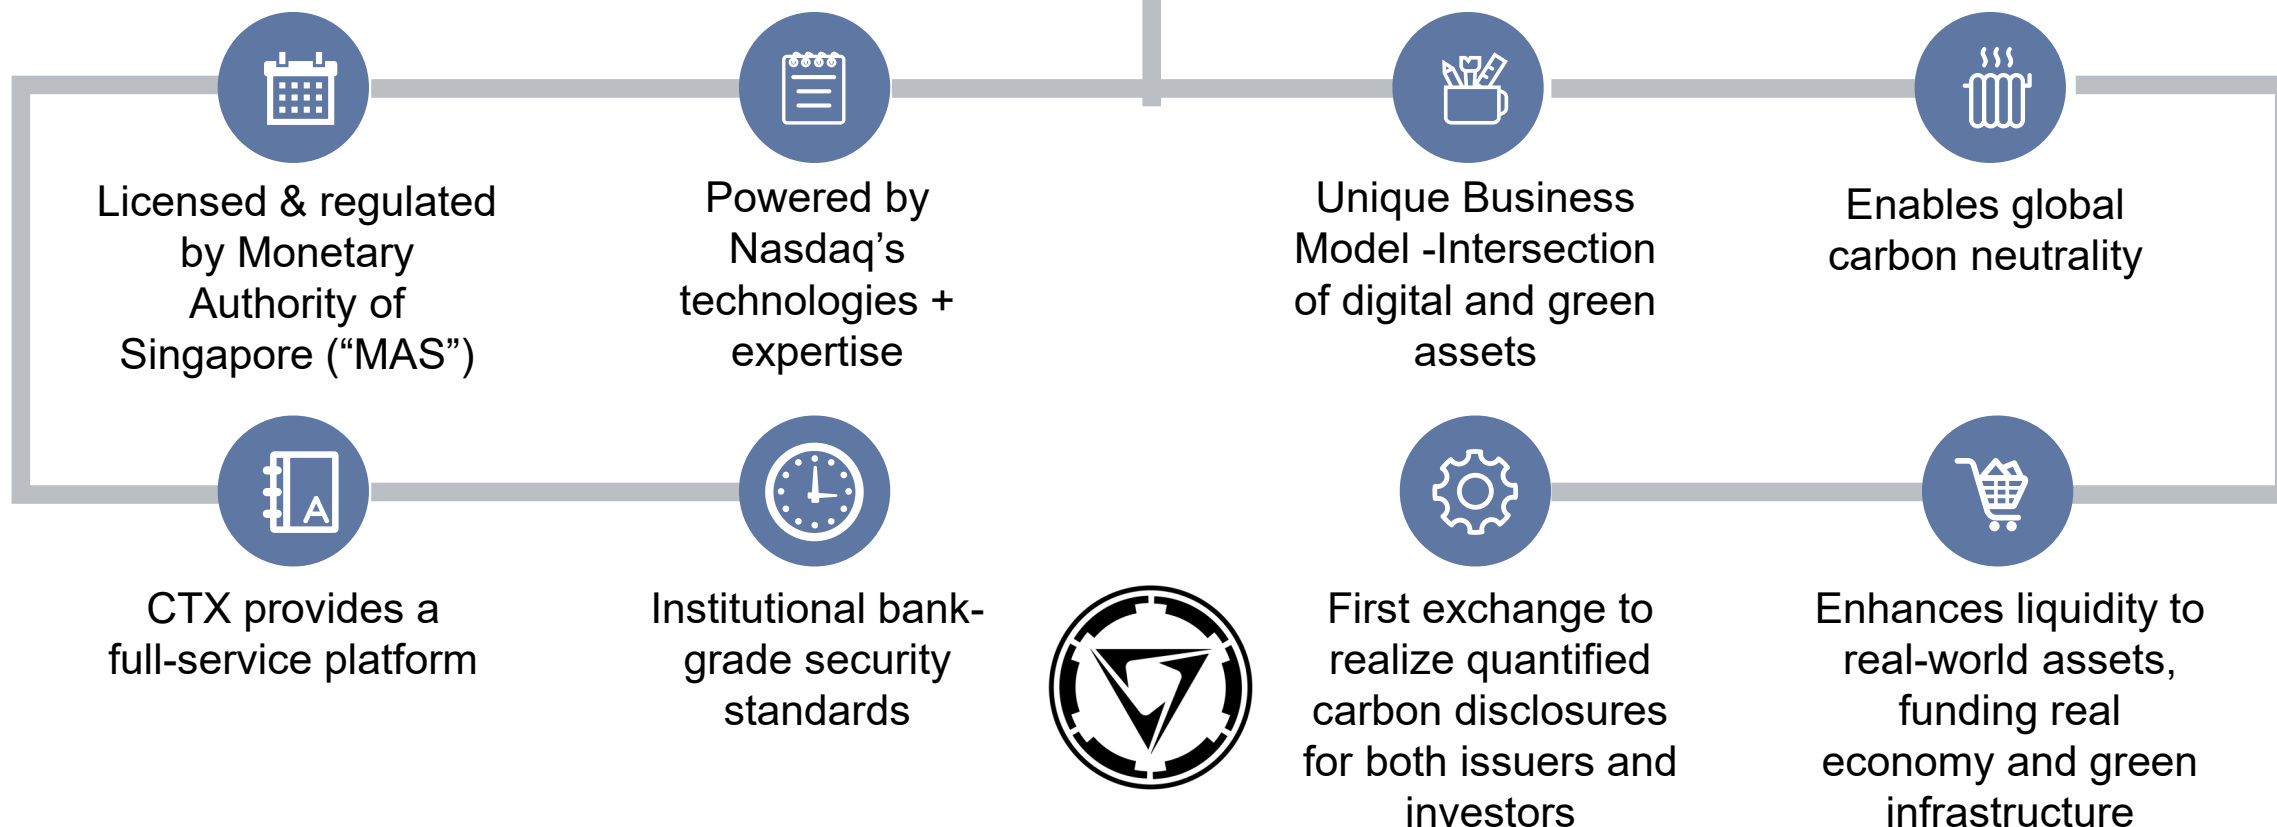 Licensed & regulated
by Monetary
Authority of
Singapore (“MAS”)
Powered by
Nasdaq’s
technologies +
expertise
Unique Business
Model -Intersection
of digital and green
assets
Enables global
carbon neutrality
A
CTX provides a
full-service platform
Institutional bank-
grade security
standards
First exchange to
realize quantified
carbon disclosures
for both issuers and
investors
Enhances liquidity to
real-world assets,
funding real
economy and green
infrastructure